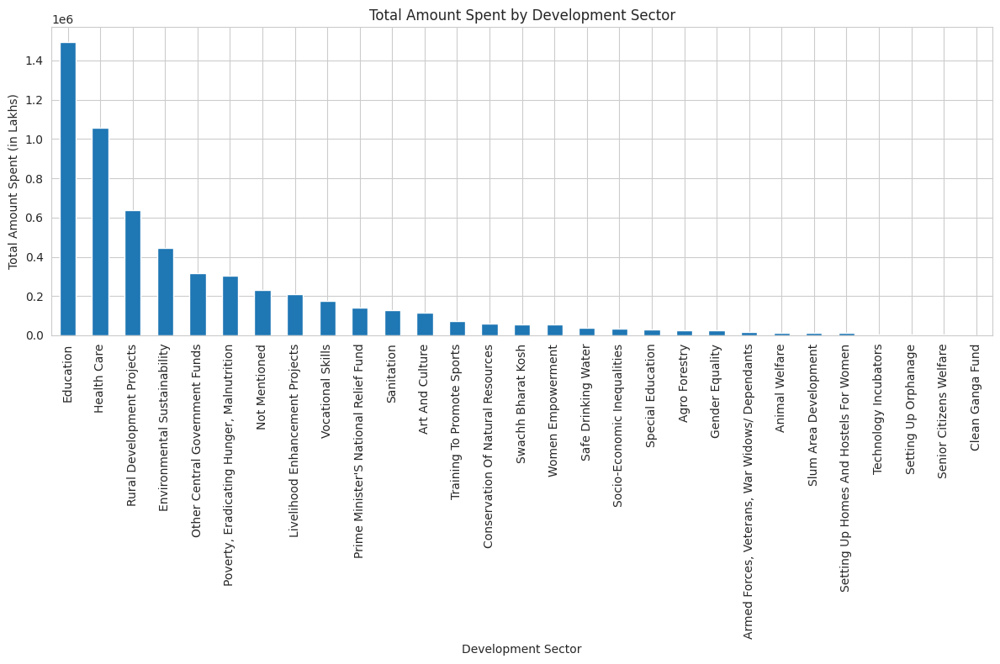 Total Amount Spent by Development Sector
1e6
Total Amount Spent (in Lakhs)
1.4
1.2
1.0
0.8
0.6
0.4
0.2
0.0
Education
Health Care
Rural Development Projects
Environmental Sustainability
Other Central Government Funds
Poverty, Eradicating Hunger, Malnutrition
Not Mentioned
Livelihood Enhancement Projects
Vocational Skills
Prime Minister'S National Relief Fund
Sanitation
Art And Culture
Training To Promote Sports
Conservation Of Natural Resources
Swachh Bharat Kosh
Women Empowerment
Safe Drinking Water
Socio-Economic Inequalities
Special Education
Agro Forestry
Gender Equality
Armed Forces, Veterans, War Widows/ Dependants
Animal Welfare
Slum Area Development
Setting Up Homes And Hostels For Women
Technology Incubators
Setting Up Orphanage
Senior Citizens Welfare
Clean Ganga Fund
Development Sector